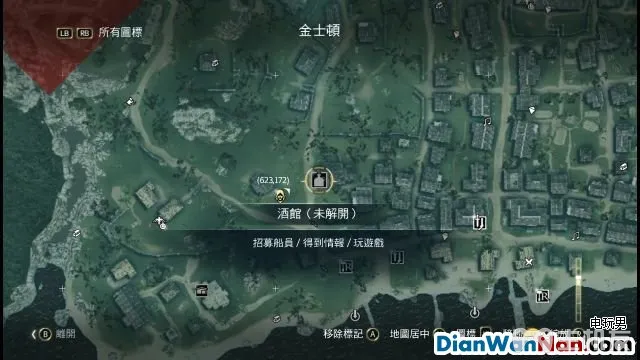 LB RB 所有圖標
金士頓
(623,172)
酒館（未解開）
招募船員 / 得到情報 / 玩遊戲
B 離開
移除標記 A 地圖居中
圖標
电玩男
DianWanNan.com